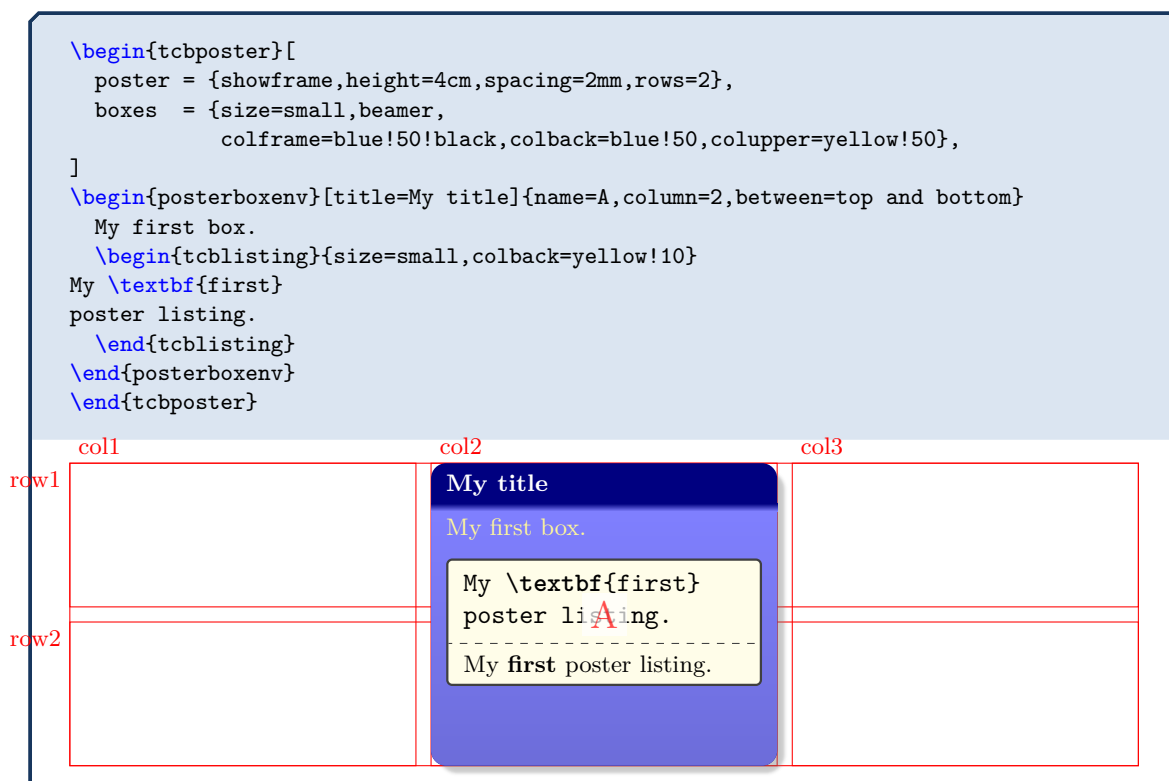 \begin{tcbposter}[
  poster = {showframe,height=4cm,spacing=2mm,rows=2},
  boxes  = {size=small,beamer,
            colframe=blue!50!black,colback=blue!50,colupper=yellow!50},
]
\begin{posterboxenv}[title=My title]{name=A,column=2,between=top and bottom}
  My first box.
  \begin{tcblisting}{size=small,colback=yellow!10}
My \textbf{first}
poster listing.
  \end{tcblisting}
\end{posterboxenv}
\end{tcbposter}
col1 col2 col3
row1
My title
My first box.
My \textbf{first}
poster listing.
A
row2
My first poster listing.